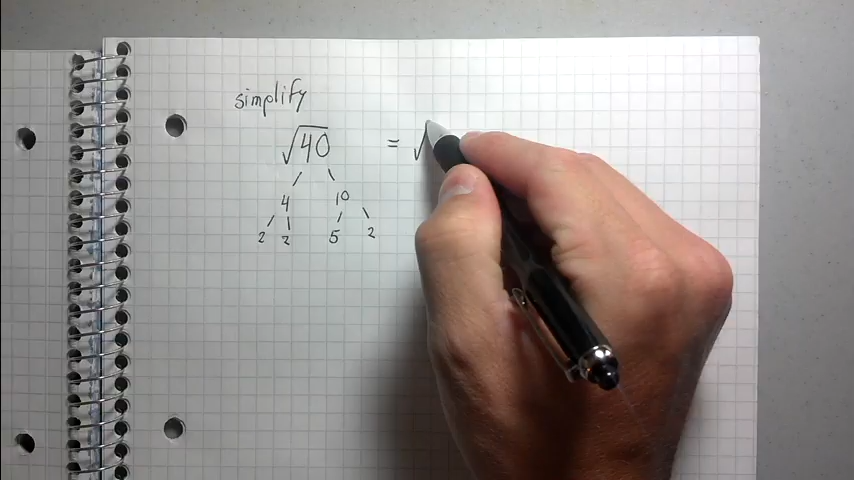 simplify
√40 = √
4 10
2 2 5 2